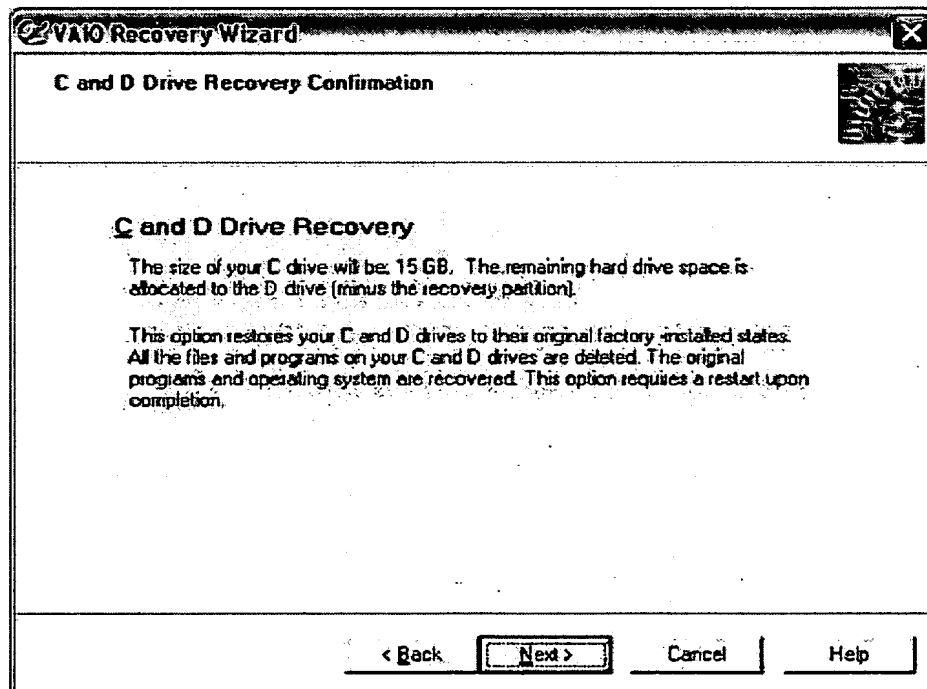 VAIO Recovery Wizard
C and D Drive Recovery Confirmation
C and D Drive Recovery
The size of your C drive will be: 15 GB. The remaining hard drive space is
allocated to the D drive (minus the recovery partition).
This option restores your C and D drives to their original factory-installed states.
All the files and programs on your C and D drives are deleted. The original
programs and operating system are recovered. This option requires a restart upon
completion.
< Back
Next >
Cancel
Help